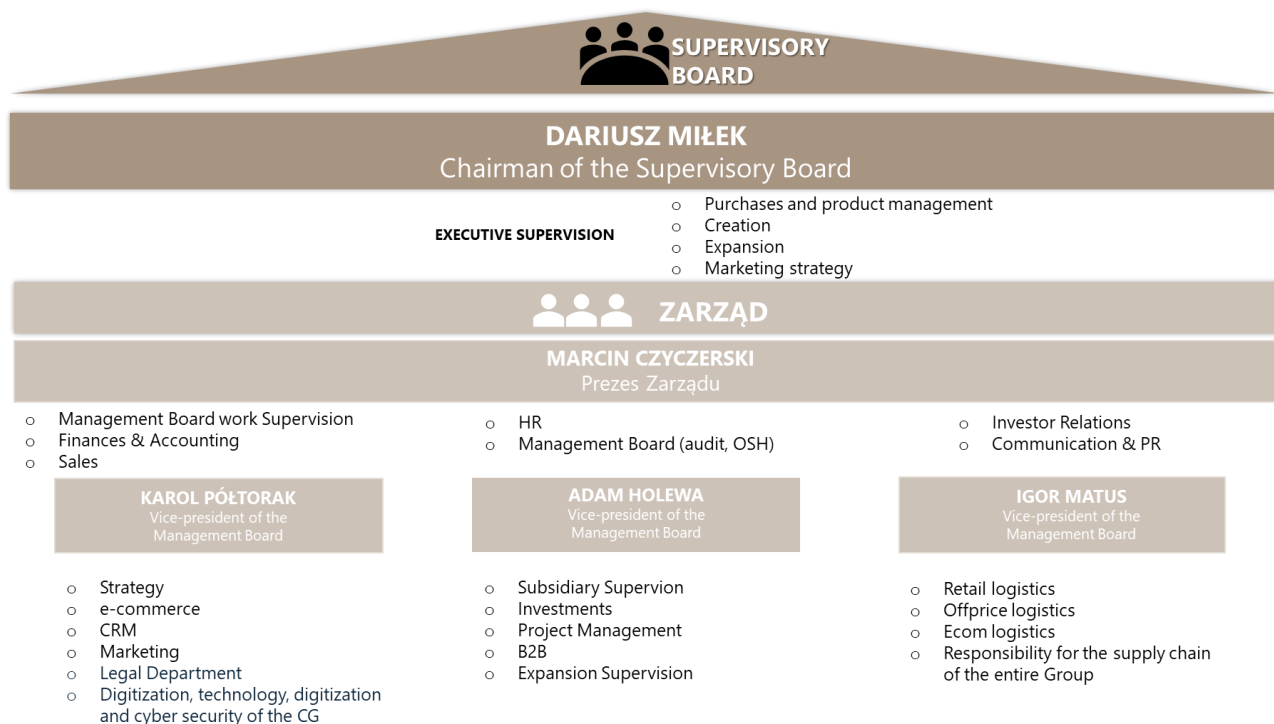 SUPERVISORY
BOARD
DARIUSZ MIŁEK
Chairman of the Supervisory Board
EXECUTIVE SUPERVISION
o Purchases and product management
o Creation
o Expansion
o Marketing strategy
ZARZĄD
MARCIN CZYCZERSKI
Prezes Zarządu
o Management Board work Supervision
o Finances & Accounting
o Sales
o HR
o Management Board (audit, OSH)
o Investor Relations
o Communication & PR
KAROL PÓŁTORAK
Vice-president of the
Management Board
o Strategy
o e-commerce
o CRM
o Marketing
o Legal Department
o Digitization, technology, digitization
and cyber security of the CG
ADAM HOLEWA
Vice-president of the
Management Board
o Subsidiary Supervion
o Investments
o Project Management
o B2B
o Expansion Supervision
IGOR MATUS
Vice-president of the
Management Board
o Retail logistics
o Offprice logistics
o Ecom logistics
o Responsibility for the supply chain
of the entire Group